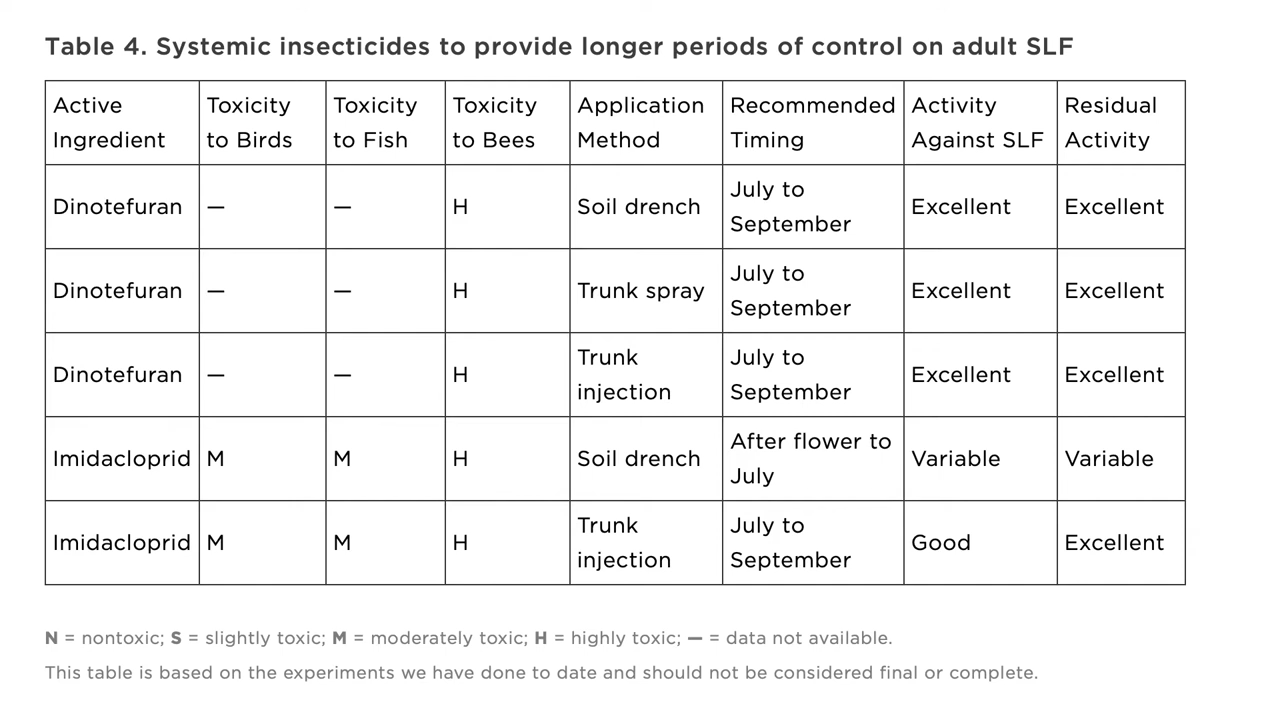 Table 4. Systemic insecticides to provide longer periods of control on adult SLF
Active Ingredient | Toxicity to Birds | Toxicity to Fish | Toxicity to Bees | Application Method | Recommended Timing | Activity Against SLF | Residual Activity
Dinotefuran | — | — | H | Soil drench | July to September | Excellent | Excellent
Dinotefuran | — | — | H | Trunk spray | July to September | Excellent | Excellent
Dinotefuran | — | — | H | Trunk injection | July to September | Excellent | Excellent
Imidacloprid | M | M | H | Soil drench | After flower to July | Variable | Variable
Imidacloprid | M | M | H | Trunk injection | July to September | Good | Excellent
N = nontoxic; S = slightly toxic; M = moderately toxic; H = highly toxic; — = data not available.
This table is based on the experiments we have done to date and should not be considered final or complete.